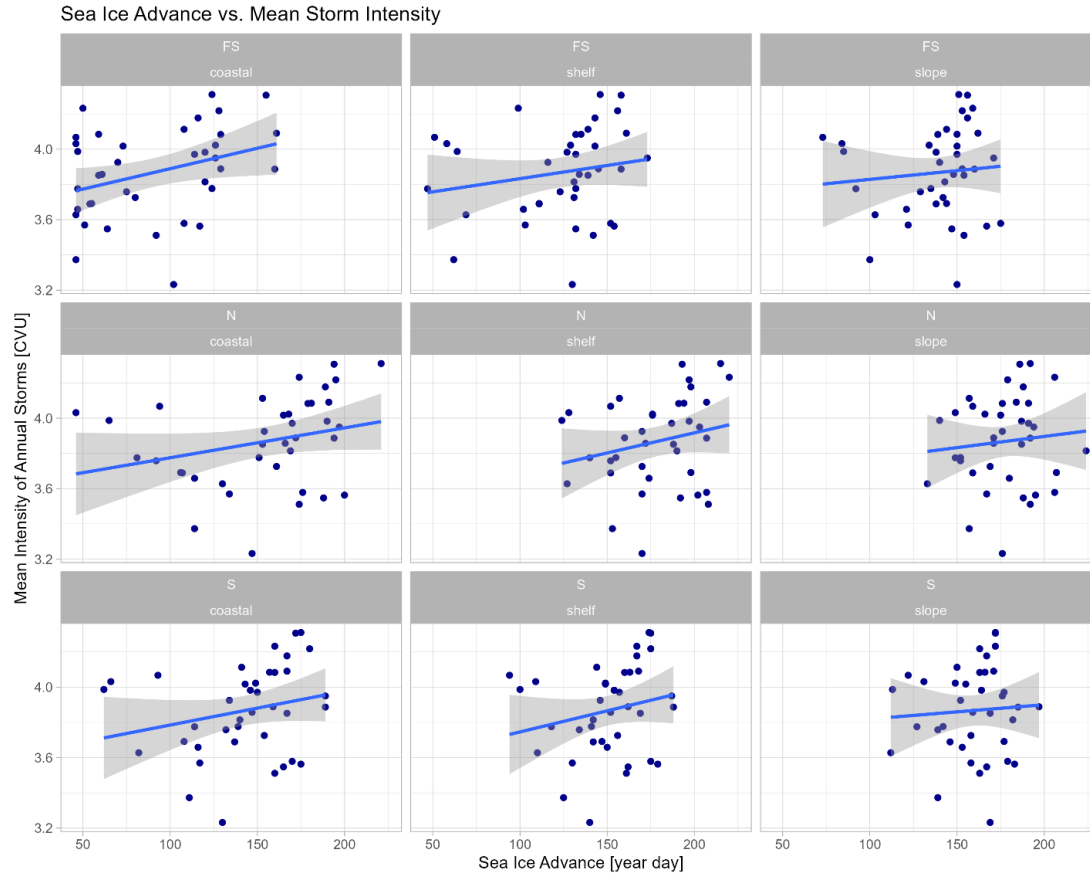 Sea Ice Advance vs. Mean Storm Intensity
FS
FS
FS
coastal
shelf
slope
4.0
3.6
3.2
N
N
N
coastal
shelf
slope
4.0
3.6
3.2
S
S
S
coastal
shelf
slope
4.0
3.6
3.2
50
100
150
200
50
100
150
200
50
100
150
200
Sea Ice Advance [year day]
Mean Intensity of Annual Storms [CVU]